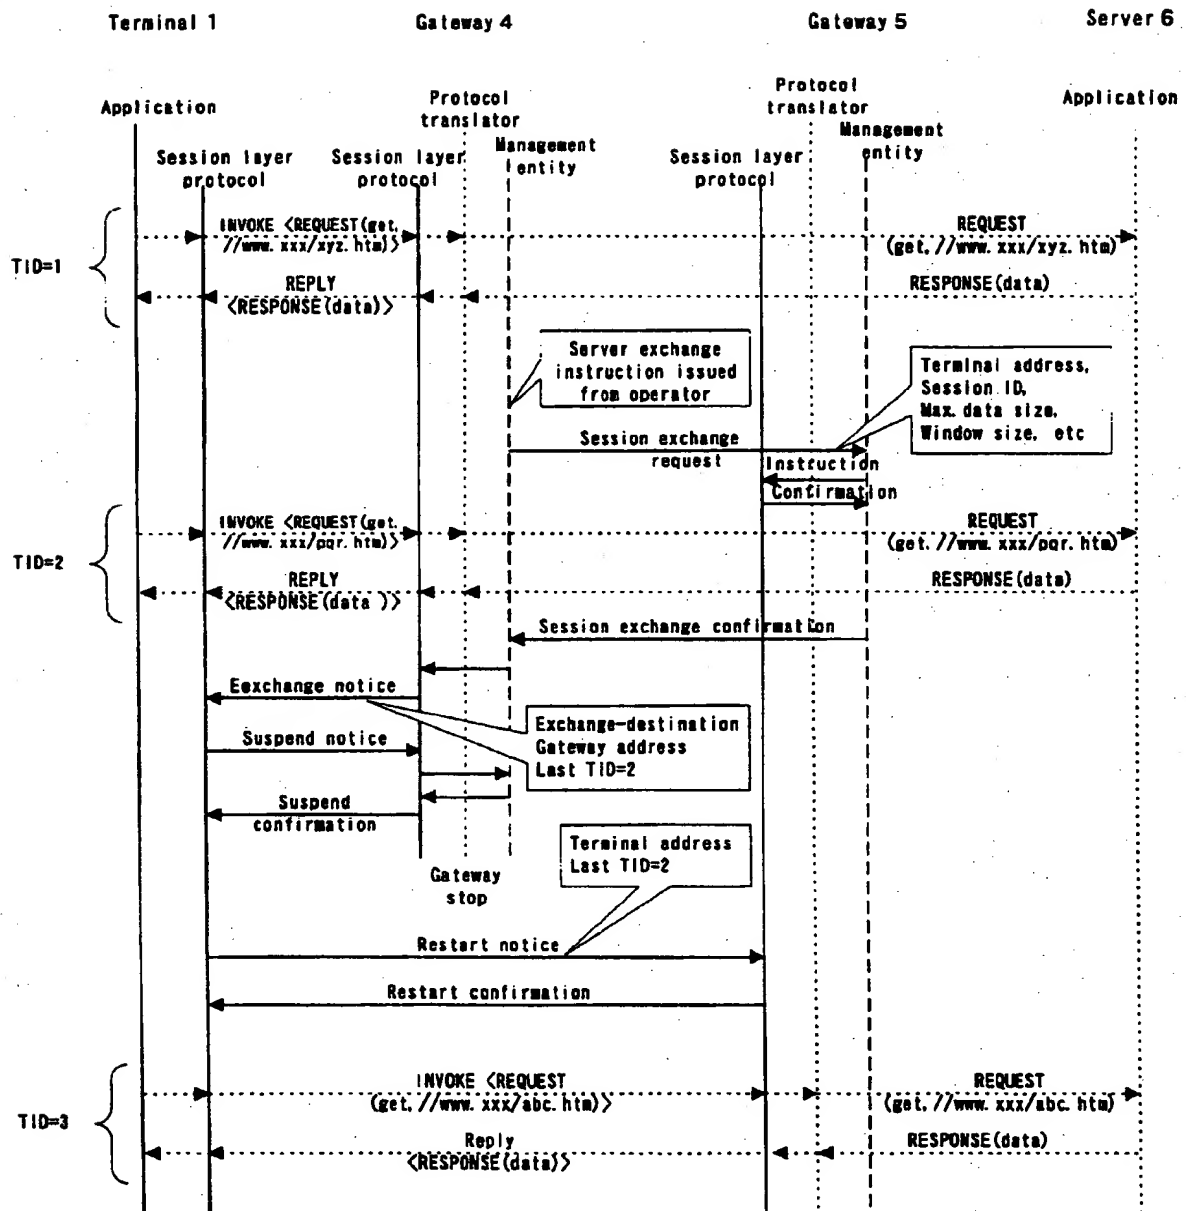 Terminal 1 Gateway 4 Gateway 5 Server 6
Application
Protocol
translator
Protocol
translator
Application
Management
entity
Management
entity
Session layer
protocol
Session layer
protocol
Session layer
protocol
TID=1
INVOKE <REQUEST(get,
//www. xxx/xyz. htm)>
REQUEST
(get, //www. xxx/xyz. htm)
REPLY
<RESPONSE(data)>
RESPONSE(data)
Server exchange
instruction issued
from operator
Terminal address,
Session ID,
Max. data size,
Window size, etc
Session exchange
request
Instruction
Confirmation
TID=2
INVOKE <REQUEST(get,
//www. xxx/pqr. htm)>
REQUEST
(get, //www. xxx/pqr. htm)
REPLY
<RESPONSE(data )>
RESPONSE(data)
Session exchange confirmation
Eexchange notice
Exchange-destination
Gateway address
Last TID=2
Suspend notice
Suspend
confirmation
Terminal address
Last TID=2
Gateway
stop
Restart notice
Restart confirmation
TID=3
INVOKE <REQUEST
(get, //www. xxx/abc. htm)>
REQUEST
(get, //www. xxx/abc. htm)
Reply
<RESPONSE(data)>
RESPONSE(data)